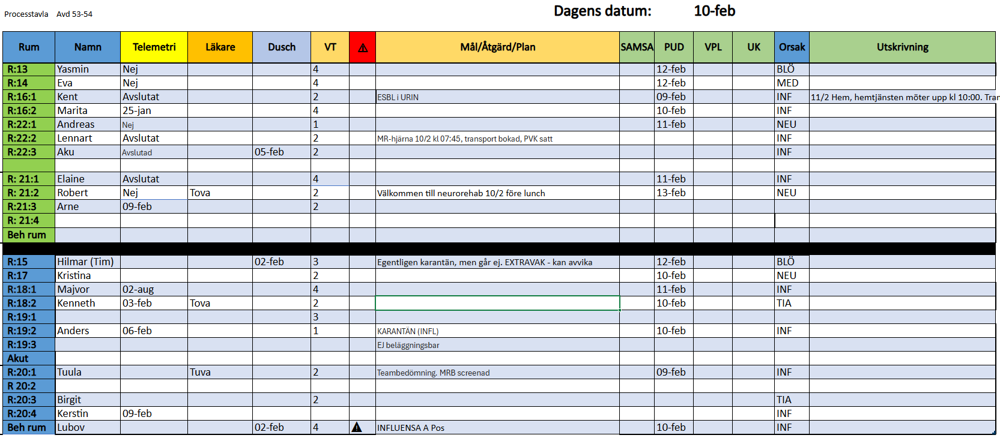 Processtavla Avd 53-54 Dagens datum: 10-feb
Rum Namn Telemetri Läkare Dusch VT ⚠ Mål/Åtgärd/Plan SAMSA PUD VPL UK Orsak Utskrivning
R:13 Yasmin Nej 4 12-feb BLÖ
R:14 Eva Nej 4 12-feb MED
R:16:1 Kent Avslutat 2 ESBL i URIN 09-feb INF 11/2 Hem, hemtjänsten möter upp kl 10:00. Tran
R:16:2 Marita 25-jan 4 10-feb INF
R:22:1 Andreas Nej 1 11-feb NEU
R:22:2 Lennart Avslutat 2 MR-hjärna 10/2 kl 07:45, transport bokad, PVK satt INF
R:22:3 Aku Avslutad 05-feb 2 INF
R: 21:1 Elaine Avslutat 4 11-feb INF
R: 21:2 Robert Nej Tova 2 Välkommen till neurorehab 10/2 före lunch 13-feb NEU
R:21:3 Arne 09-feb 2
R: 21:4
Beh rum
R:15 Hilmar (Tim) 02-feb 3 Egentligen karantän, men går ej. EXTRAVAK - kan avvika 12-feb BLÖ
R:17 Kristina 2 10-feb NEU
R:18:1 Majvor 02-aug 4 11-feb INF
R:18:2 Kenneth 03-feb Tova 2 10-feb TIA
R:19:1 3
R:19:2 Anders 06-feb 1 KARANTÄN (INFL) 10-feb INF
R:19:3 EJ beläggningsbar
Akut
R:20:1 Tuula Tuva 2 Teambedömning. MRB screenad 09-feb INF
R 20:2
R:20:3 Birgit 2 TIA
R:20:4 Kerstin 09-feb INF
Beh rum Lubov 02-feb 4 ⚠ INFLUENSA A Pos 10-feb INF